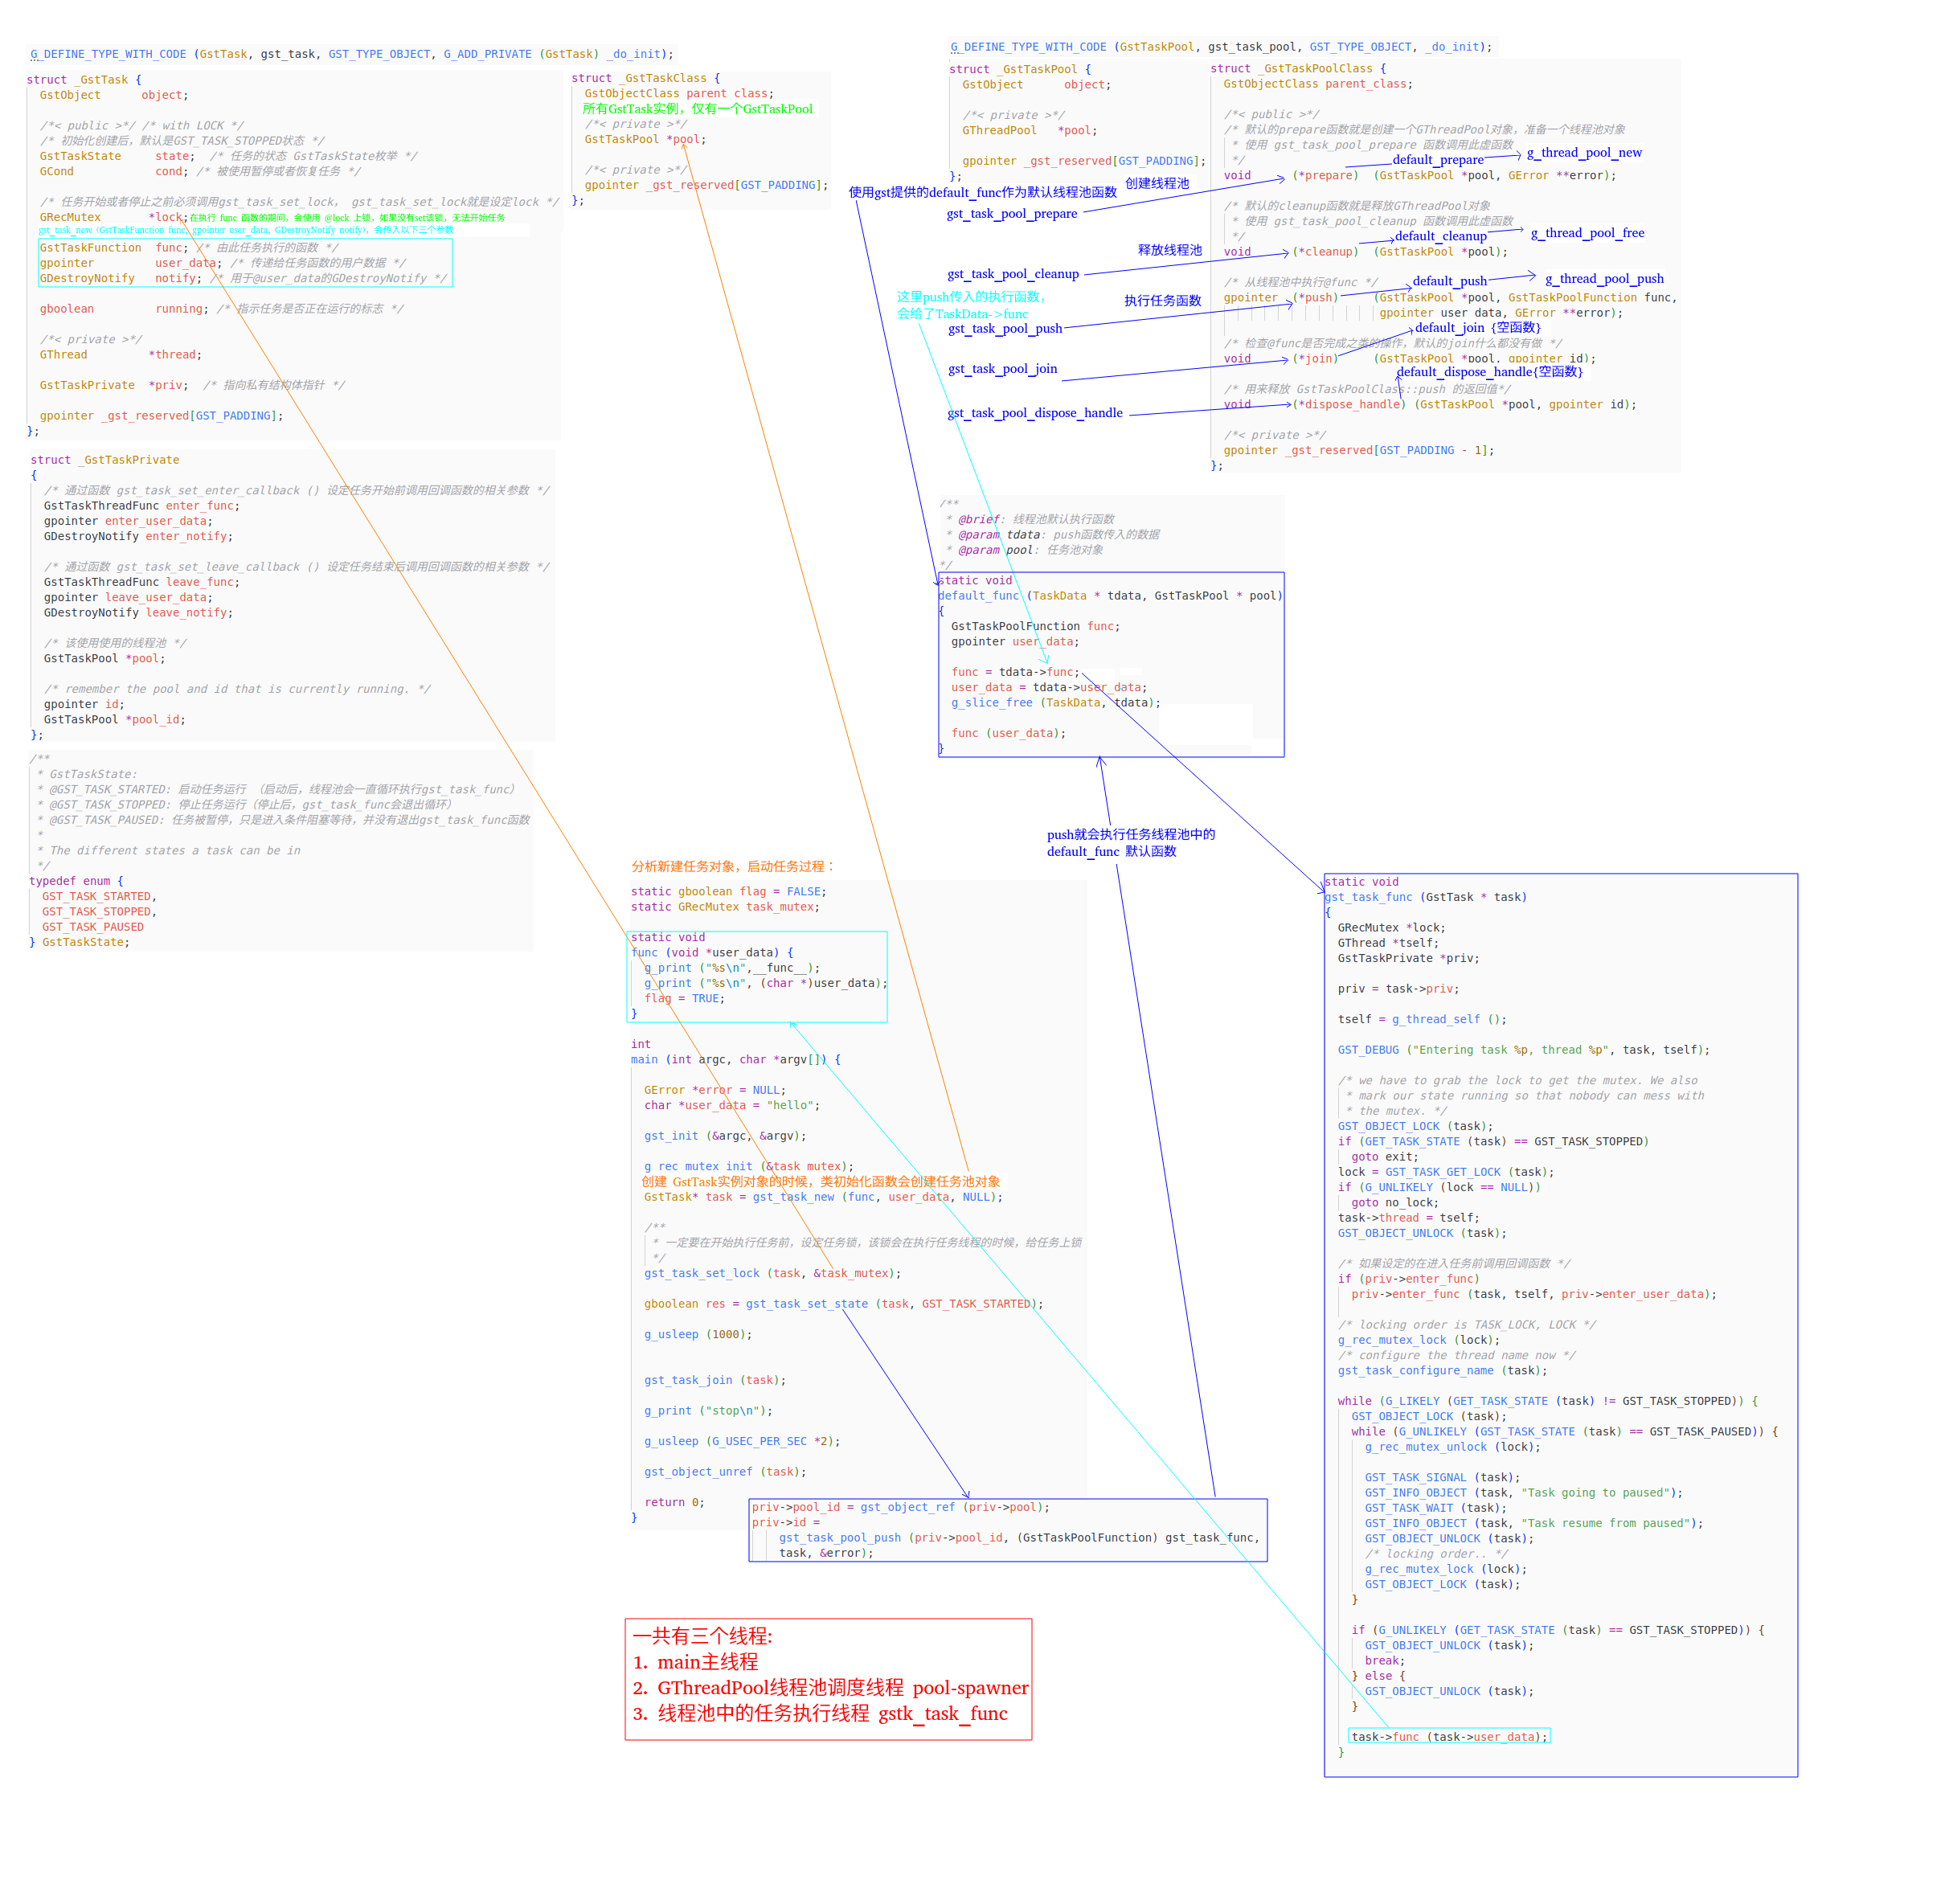 G_DEFINE_TYPE_WITH_CODE (GstTask, gst_task, GST_TYPE_OBJECT, G_ADD_PRIVATE (GstTask) _do_init);
struct _GstTask {
  GstObject      object;
  /*< public >*/ /* with LOCK */
  /* 初始化创建后，默认是GST_TASK_STOPPED状态 */
  GstTaskState     state;  /* 任务的状态 GstTaskState枚举 */
  GCond            cond; /* 被使用暂停或者恢复任务 */
  /* 任务开始或者停止之前必须调用gst_task_set_lock， gst_task_set_lock就是设定lock */
  GRecMutex       *lock;在执行 func 函数的期间，会使用 @lock 上锁，如果没有set该锁，无法开始任务
gst_task_new (GstTaskFunction func, gpointer user_data, GDestroyNotify notify)，会传入以下三个参数
  GstTaskFunction  func; /* 由此任务执行的函数 */
  gpointer         user_data; /* 传递给任务函数的用户数据 */
  GDestroyNotify   notify; /* 用于@user_data的GDestroyNotify */
  gboolean         running; /* 指示任务是否正在运行的标志 */
  /*< private >*/
  GThread         *thread;
  GstTaskPrivate  *priv;  /* 指向私有结构体指针 */
  gpointer _gst_reserved[GST_PADDING];
};
struct _GstTaskClass {
  GstObjectClass parent_class;
所有GstTask实例，仅有一个GstTaskPool
  /*< private >*/
  GstTaskPool *pool;
  /*< private >*/
  gpointer _gst_reserved[GST_PADDING];
};
struct _GstTaskPrivate
{
  /* 通过函数 gst_task_set_enter_callback () 设定任务开始前调用回调函数的相关参数 */
  GstTaskThreadFunc enter_func;
  gpointer enter_user_data;
  GDestroyNotify enter_notify;
  /* 通过函数 gst_task_set_leave_callback () 设定任务结束后调用回调函数的相关参数 */
  GstTaskThreadFunc leave_func;
  gpointer leave_user_data;
  GDestroyNotify leave_notify;
  /* 该使用使用的线程池 */
  GstTaskPool *pool;
  /* remember the pool and id that is currently running. */
  gpointer id;
  GstTaskPool *pool_id;
};
/**
 * GstTaskState:
 * @GST_TASK_STARTED: 启动任务运行 （启动后，线程池会一直循环执行gst_task_func）
 * @GST_TASK_STOPPED: 停止任务运行（停止后，gst_task_func会退出循环）
 * @GST_TASK_PAUSED: 任务被暂停，只是进入条件阻塞等待，并没有退出gst_task_func函数
 *
 * The different states a task can be in
 */
typedef enum {
  GST_TASK_STARTED,
  GST_TASK_STOPPED,
  GST_TASK_PAUSED
} GstTaskState;
G_DEFINE_TYPE_WITH_CODE (GstTaskPool, gst_task_pool, GST_TYPE_OBJECT, _do_init);
struct _GstTaskPool {
  GstObject      object;
  /*< private >*/
  GThreadPool   *pool;
  gpointer _gst_reserved[GST_PADDING];
};
struct _GstTaskPoolClass {
  GstObjectClass parent_class;
  /*< public >*/
  /* 默认的prepare函数就是创建一个GThreadPool对象，准备一个线程池对象
   * 使用 gst_task_pool_prepare 函数调用此虚函数
   */
default_prepare
g_thread_pool_new
  void      (*prepare)  (GstTaskPool *pool, GError **error);
  /* 默认的cleanup函数就是释放GThreadPool对象
   * 使用 gst_task_pool_cleanup 函数调用此虚函数
   */
default_cleanup
g_thread_pool_free
  void      (*cleanup)  (GstTaskPool *pool);
  /* 从线程池中执行@func */
default_push
g_thread_pool_push
  gpointer  (*push)     (GstTaskPool *pool, GstTaskPoolFunction func,
                         gpointer user_data, GError **error);
default_join {空函数}
  /* 检查@func是否完成之类的操作，默认的join什么都没有做 */
  void      (*join)     (GstTaskPool *pool, gpointer id);
default_dispose_handle{空函数}
  /* 用来释放 GstTaskPoolClass::push 的返回值*/
  void      (*dispose_handle) (GstTaskPool *pool, gpointer id);
  /*< private >*/
  gpointer _gst_reserved[GST_PADDING - 1];
};
使用gst提供的default_func作为默认线程池函数
创建线程池
gst_task_pool_prepare
释放线程池
gst_task_pool_cleanup
这里push传入的执行函数，
会给了TaskData->func
执行任务函数
gst_task_pool_push
gst_task_pool_join
gst_task_pool_dispose_handle
/**
 * @brief: 线程池默认执行函数
 * @param tdata: push函数传入的数据
 * @param pool: 任务池对象
*/
static void
default_func (TaskData * tdata, GstTaskPool * pool)
{
  GstTaskPoolFunction func;
  gpointer user_data;
  func = tdata->func;
  user_data = tdata->user_data;
  g_slice_free (TaskData, tdata);
  func (user_data);
}
push就会执行任务线程池中的
default_func 默认函数
分析新建任务对象，启动任务过程：
static gboolean flag = FALSE;
static GRecMutex task_mutex;
static void
func (void *user_data) {
  g_print ("%s\n",__func__);
  g_print ("%s\n", (char *)user_data);
  flag = TRUE;
}
int
main (int argc, char *argv[]) {
  GError *error = NULL;
  char *user_data = "hello";
  gst_init (&argc, &argv);
  g_rec_mutex_init (&task_mutex);
创建 GstTask实例对象的时候，类初始化函数会创建任务池对象
  GstTask* task = gst_task_new (func, user_data, NULL);
  /**
   * 一定要在开始执行任务前，设定任务锁，该锁会在执行任务线程的时候，给任务上锁
   */
  gst_task_set_lock (task, &task_mutex);
  gboolean res = gst_task_set_state (task, GST_TASK_STARTED);
  g_usleep (1000);
  gst_task_join (task);
  g_print ("stop\n");
  g_usleep (G_USEC_PER_SEC *2);
  gst_object_unref (task);
  return 0;
}
priv->pool_id = gst_object_ref (priv->pool);
priv->id =
    gst_task_pool_push (priv->pool_id, (GstTaskPoolFunction) gst_task_func,
    task, &error);
一共有三个线程:
1. main主线程
2. GThreadPool线程池调度线程 pool-spawner
3. 线程池中的任务执行线程 gstk_task_func
static void
gst_task_func (GstTask * task)
{
  GRecMutex *lock;
  GThread *tself;
  GstTaskPrivate *priv;
  priv = task->priv;
  tself = g_thread_self ();
  GST_DEBUG ("Entering task %p, thread %p", task, tself);
  /* we have to grab the lock to get the mutex. We also
   * mark our state running so that nobody can mess with
   * the mutex. */
  GST_OBJECT_LOCK (task);
  if (GET_TASK_STATE (task) == GST_TASK_STOPPED)
    goto exit;
  lock = GST_TASK_GET_LOCK (task);
  if (G_UNLIKELY (lock == NULL))
    goto no_lock;
  task->thread = tself;
  GST_OBJECT_UNLOCK (task);
  /* 如果设定的在进入任务前调用回调函数 */
  if (priv->enter_func)
    priv->enter_func (task, tself, priv->enter_user_data);
  /* locking order is TASK_LOCK, LOCK */
  g_rec_mutex_lock (lock);
  /* configure the thread name now */
  gst_task_configure_name (task);
  while (G_LIKELY (GET_TASK_STATE (task) != GST_TASK_STOPPED)) {
    GST_OBJECT_LOCK (task);
    while (G_UNLIKELY (GST_TASK_STATE (task) == GST_TASK_PAUSED)) {
      g_rec_mutex_unlock (lock);
      GST_TASK_SIGNAL (task);
      GST_INFO_OBJECT (task, "Task going to paused");
      GST_TASK_WAIT (task);
      GST_INFO_OBJECT (task, "Task resume from paused");
      GST_OBJECT_UNLOCK (task);
      /* locking order.. */
      g_rec_mutex_lock (lock);
      GST_OBJECT_LOCK (task);
    }
    if (G_UNLIKELY (GET_TASK_STATE (task) == GST_TASK_STOPPED)) {
      GST_OBJECT_UNLOCK (task);
      break;
    } else {
      GST_OBJECT_UNLOCK (task);
    }
    task->func (task->user_data);
  }